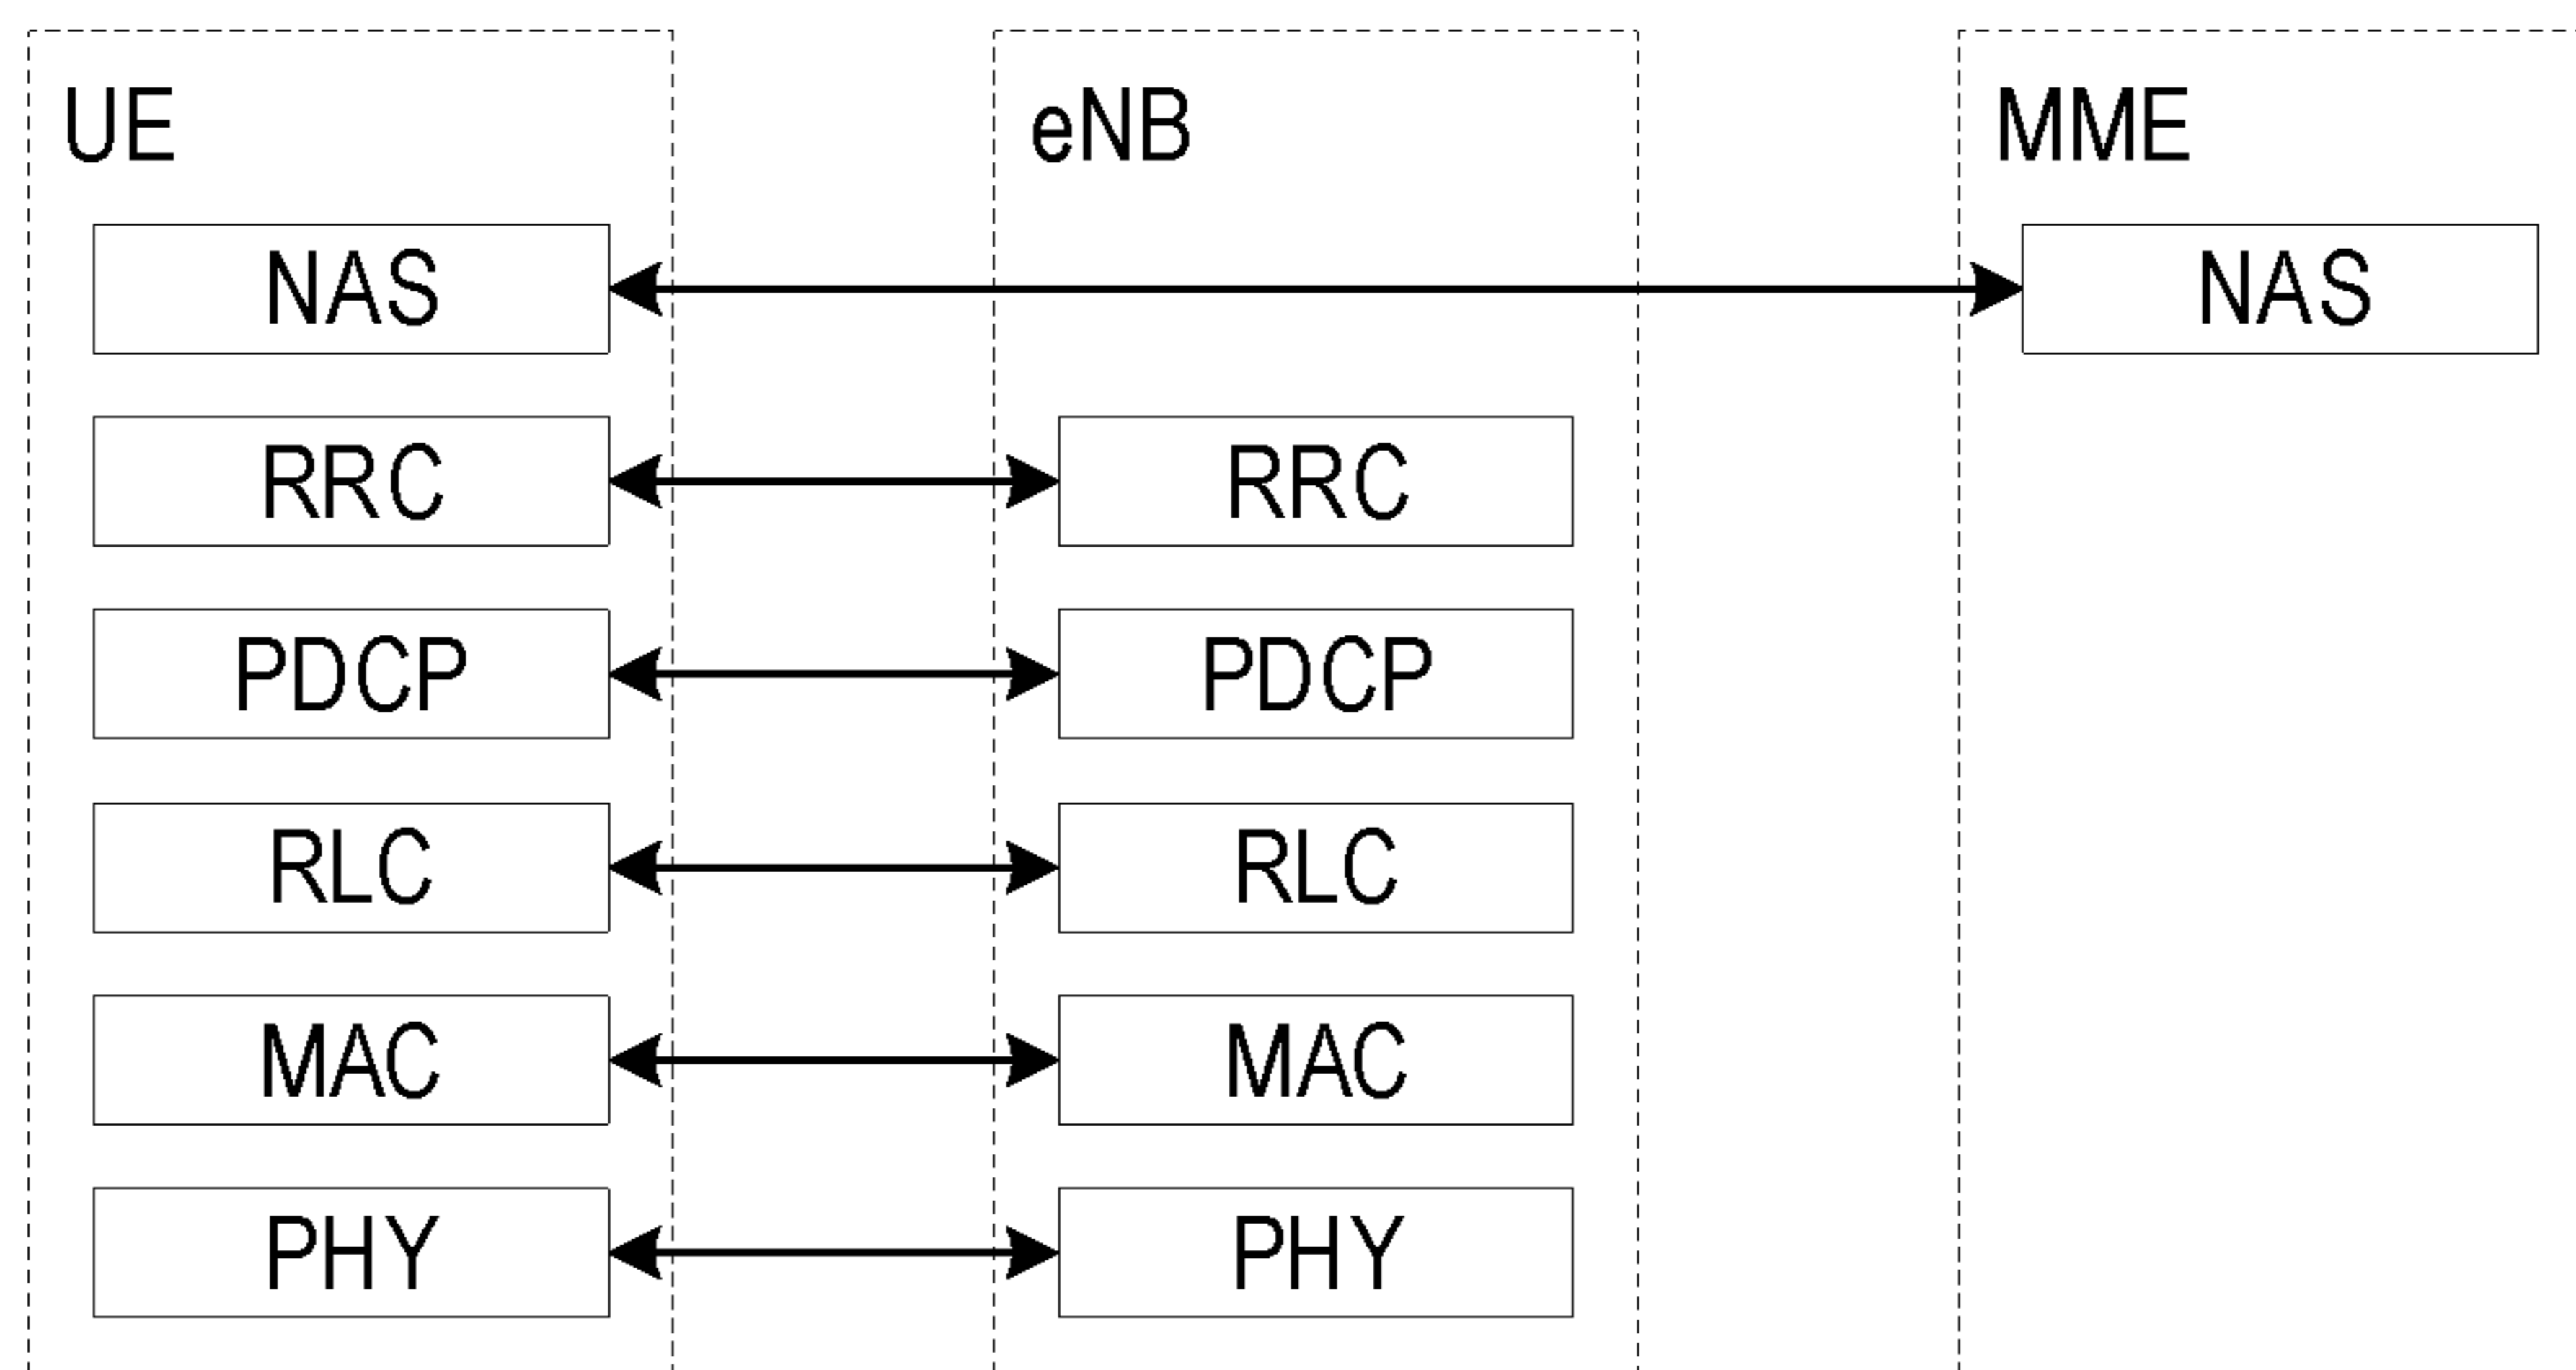 UE
eNB
MME
NAS
NAS
RRC
RRC
PDCP
PDCP
RLC
RLC
MAC
MAC
PHY
PHY